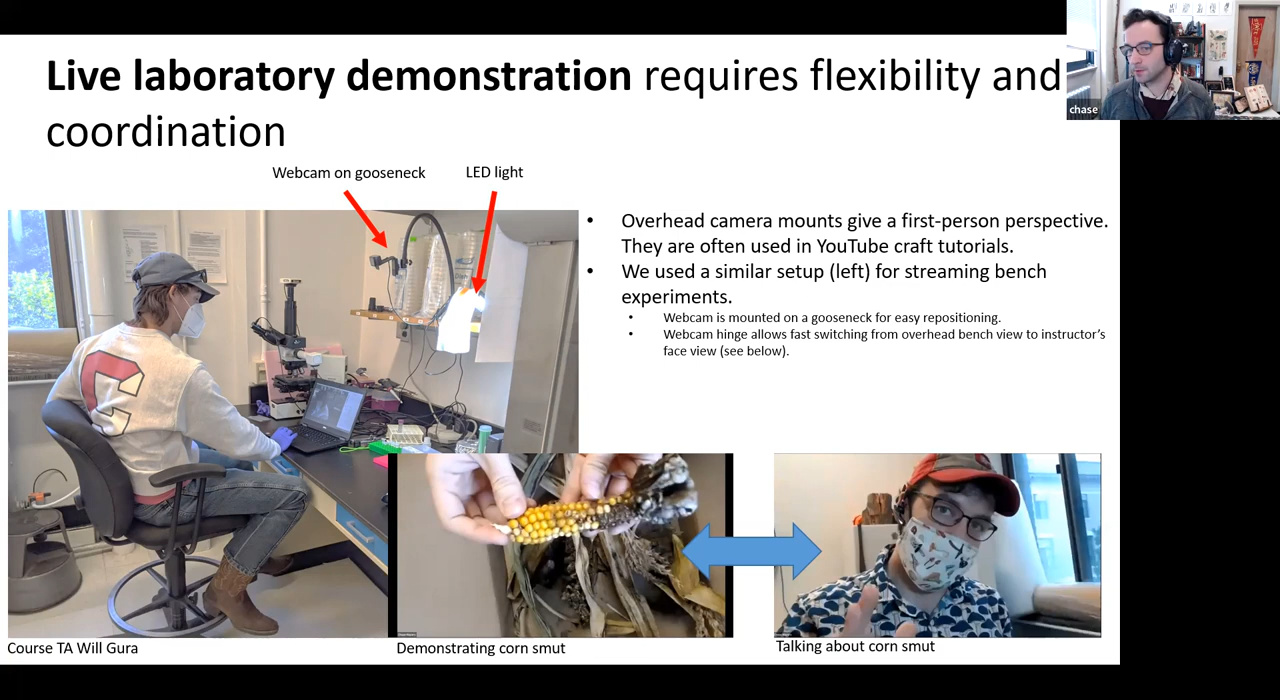 Live laboratory demonstration requires flexibility and
coordination
chase
Webcam on gooseneck
LED light
• Overhead camera mounts give a first-person perspective.
They are often used in YouTube craft tutorials.
• We used a similar setup (left) for streaming bench
experiments.
• Webcam is mounted on a gooseneck for easy repositioning.
• Webcam hinge allows fast switching from overhead bench view to instructor's
face view (see below).
C
Course TA Will Gura
Demonstrating corn smut
Talking about corn smut